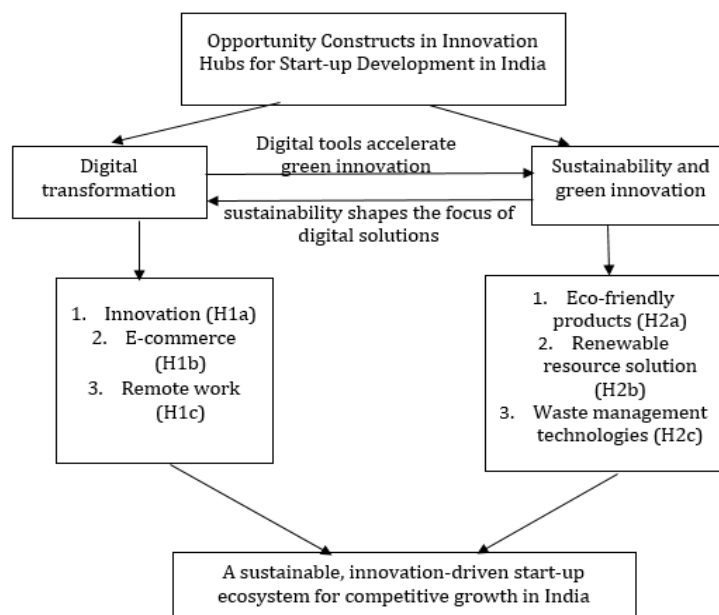 Opportunity Constructs in Innovation
Hubs for Start-up Development in India
Digital
transformation
Digital tools accelerate
green innovation
Sustainability and
green innovation
sustainability shapes the focus of
digital solutions
1. Innovation (H1a)
2. E-commerce
(H1b)
3. Remote work
(H1c)
1. Eco-friendly
products (H2a)
2. Renewable
resource solution
(H2b)
3. Waste management
technologies (H2c)
A sustainable, innovation-driven start-up
ecosystem for competitive growth in India